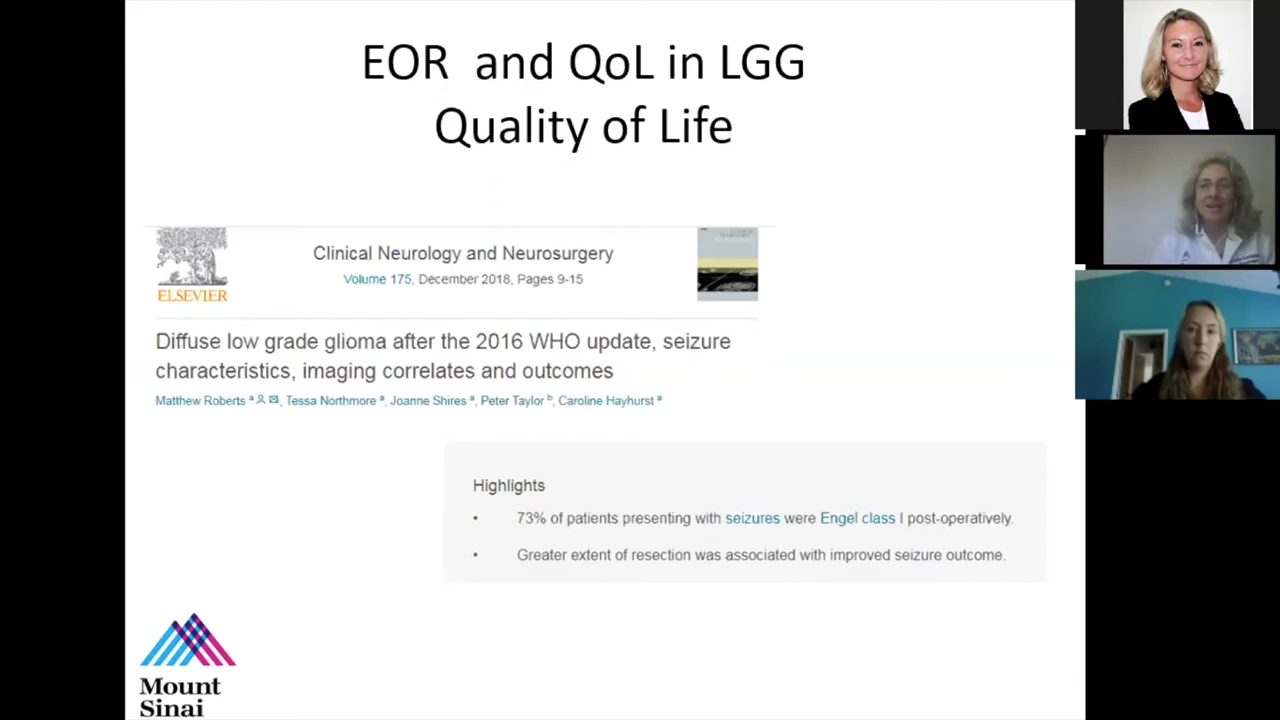 EOR and QoL in LGG
Quality of Life
ELSEVIER
Clinical Neurology and Neurosurgery
Volume 175, December 2018, Pages 9-15
Diffuse low grade glioma after the 2016 WHO update, seizure
characteristics, imaging correlates and outcomes
Matthew Roberts a, Tessa Northmore a, Joanne Shires a, Peter Taylor b, Caroline Hayhurst a
Highlights
• 73% of patients presenting with seizures were Engel class I post-operatively.
• Greater extent of resection was associated with improved seizure outcome.
Mount
Sinai